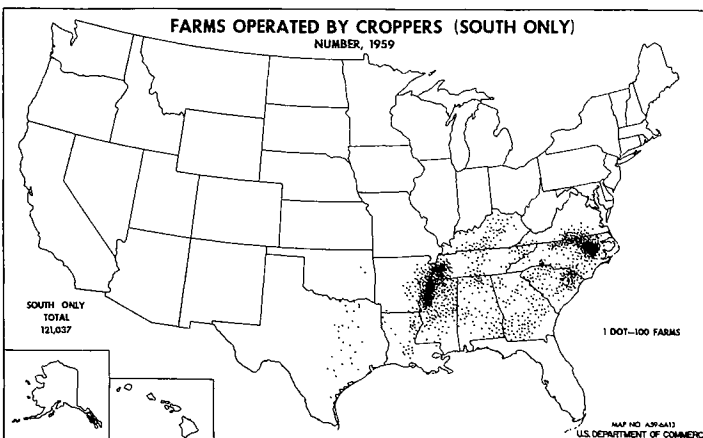 FARMS OPERATED BY CROPPERS (SOUTH ONLY)
NUMBER, 1959
SOUTH ONLY
TOTAL
121,037
1 DOT—100 FARMS
MAP NO A59-6A13
U.S. DEPARTMENT OF COMMERC